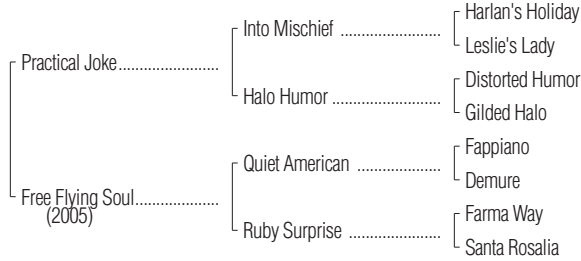 Harlan's Holiday
Into Mischief ........................
Leslie's Lady
Practical Joke........................
Distorted Humor
Halo Humor ..........................
Gilded Halo
Fappiano
Quiet American ....................
Demure
Free Flying Soul....................
(2005)
Farma Way
Ruby Surprise ......................
Santa Rosalia